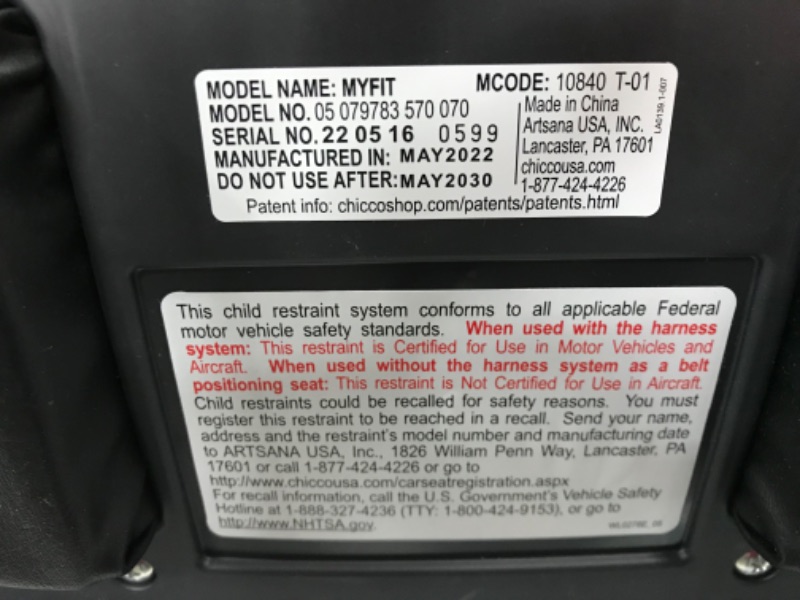 MODEL NAME: MYFIT MCODE: 10840 T-01
MODEL NO. 05 079783 570 070
SERIAL NO. 22 05 16 0599
MANUFACTURED IN: MAY2022
DO NOT USE AFTER: MAY2030
Made in China
Artsana USA, INC.
Lancaster, PA 17601
chiccousa.com
1-877-424-4226
LA0139.1-007
Patent info: chiccoshop.com/patents/patents.html
This child restraint system conforms to all applicable Federal
motor vehicle safety standards. When used with the harness
system: This restraint is Certified for Use in Motor Vehicles and
Aircraft. When used without the harness system as a belt
positioning seat: This restraint is Not Certified for Use in Aircraft.
Child restraints could be recalled for safety reasons. You must
register this restraint to be reached in a recall. Send your name,
address and the restraint's model number and manufacturing date
to ARTSANA USA, Inc., 1826 William Penn Way, Lancaster, PA
17601 or call 1-877-424-4226 or go to
http://www.chiccousa.com/carseatregistration.aspx
For recall information, call the U.S. Government's Vehicle Safety
Hotline at 1-888-327-4236 (TTY: 1-800-424-9153), or go to
http://www.NHTSA.gov.